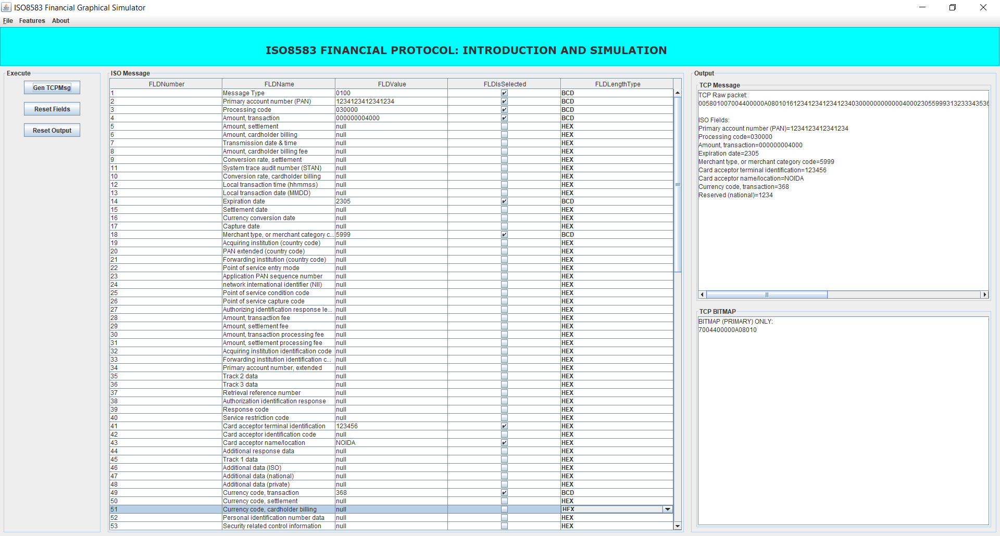 ISO8583 Financial Graphical Simulator
File Features About
ISO8583 FINANCIAL PROTOCOL: INTRODUCTION AND SIMULATION
Execute
Gen TCPMsg
Reset Fields
Reset Output
ISO Message
FLDNumber FLDName FLDValue FLDIsSelected FLDLengthType
1 Message Type 0100 BCD
2 Primary account number (PAN) 1234123412341234 BCD
3 Processing code 030000 BCD
4 Amount, transaction 000000004000 BCD
5 Amount, settlement null HEX
6 Amount, cardholder billing null HEX
7 Transmission date & time null HEX
8 Amount, cardholder billing fee null HEX
9 Conversion rate, settlement null HEX
11 System trace audit number (STAN) null HEX
10 Conversion rate, cardholder billing null HEX
12 Local transaction time (hhmmss) null HEX
13 Local transaction date (MMDD) null HEX
14 Expiration date 2305 BCD
15 Settlement date null HEX
16 Currency conversion date null HEX
17 Capture date null HEX
18 Merchant type, or merchant category c... 5999 BCD
19 Acquiring institution (country code) null HEX
20 PAN extended (country code) null HEX
21 Forwarding institution (country code) null HEX
22 Point of service entry mode null HEX
23 Application PAN sequence number null HEX
24 network international identifier (NII) null HEX
25 Point of service condition code null HEX
26 Point of service capture code null HEX
27 Authorizing identification response le... null HEX
28 Amount, transaction fee null HEX
29 Amount, settlement fee null HEX
30 Amount, transaction processing fee null HEX
31 Amount, settlement processing fee null HEX
32 Acquiring institution identification code null HEX
33 Forwarding institution identification c... null HEX
34 Primary account number, extended null HEX
35 Track 2 data null HEX
36 Track 3 data null HEX
37 Retrieval reference number null HEX
38 Authorization identification response null HEX
39 Response code null HEX
40 Service restriction code null HEX
41 Card acceptor terminal identification 123456 HEX
42 Card acceptor identification code null HEX
43 Card acceptor name/location NOIDA HEX
44 Additional response data null HEX
45 Track 1 data null HEX
46 Additional data (ISO) null HEX
47 Additional data (national) null HEX
48 Additional data (private) null HEX
49 Currency code, transaction 368 BCD
50 Currency code, settlement null HEX
51 Currency code, cardholder billing null HEX
52 Personal identification number data null HEX
53 Security related control information null HEX
Output
TCP Message
TCP Raw packet:
005801007004400000A0801016123412341234123403000000000000400023055999313233343536
ISO Fields:
Primary account number (PAN)=1234123412341234
Processing code=030000
Amount, transaction=000000004000
Expiration date=2305
Merchant type, or merchant category code=5999
Card acceptor terminal identification=123456
Card acceptor name/location=NOIDA
Currency code, transaction=368
Reserved (national)=1234
TCP BITMAP
BITMAP (PRIMARY) ONLY:
7004400000A08010